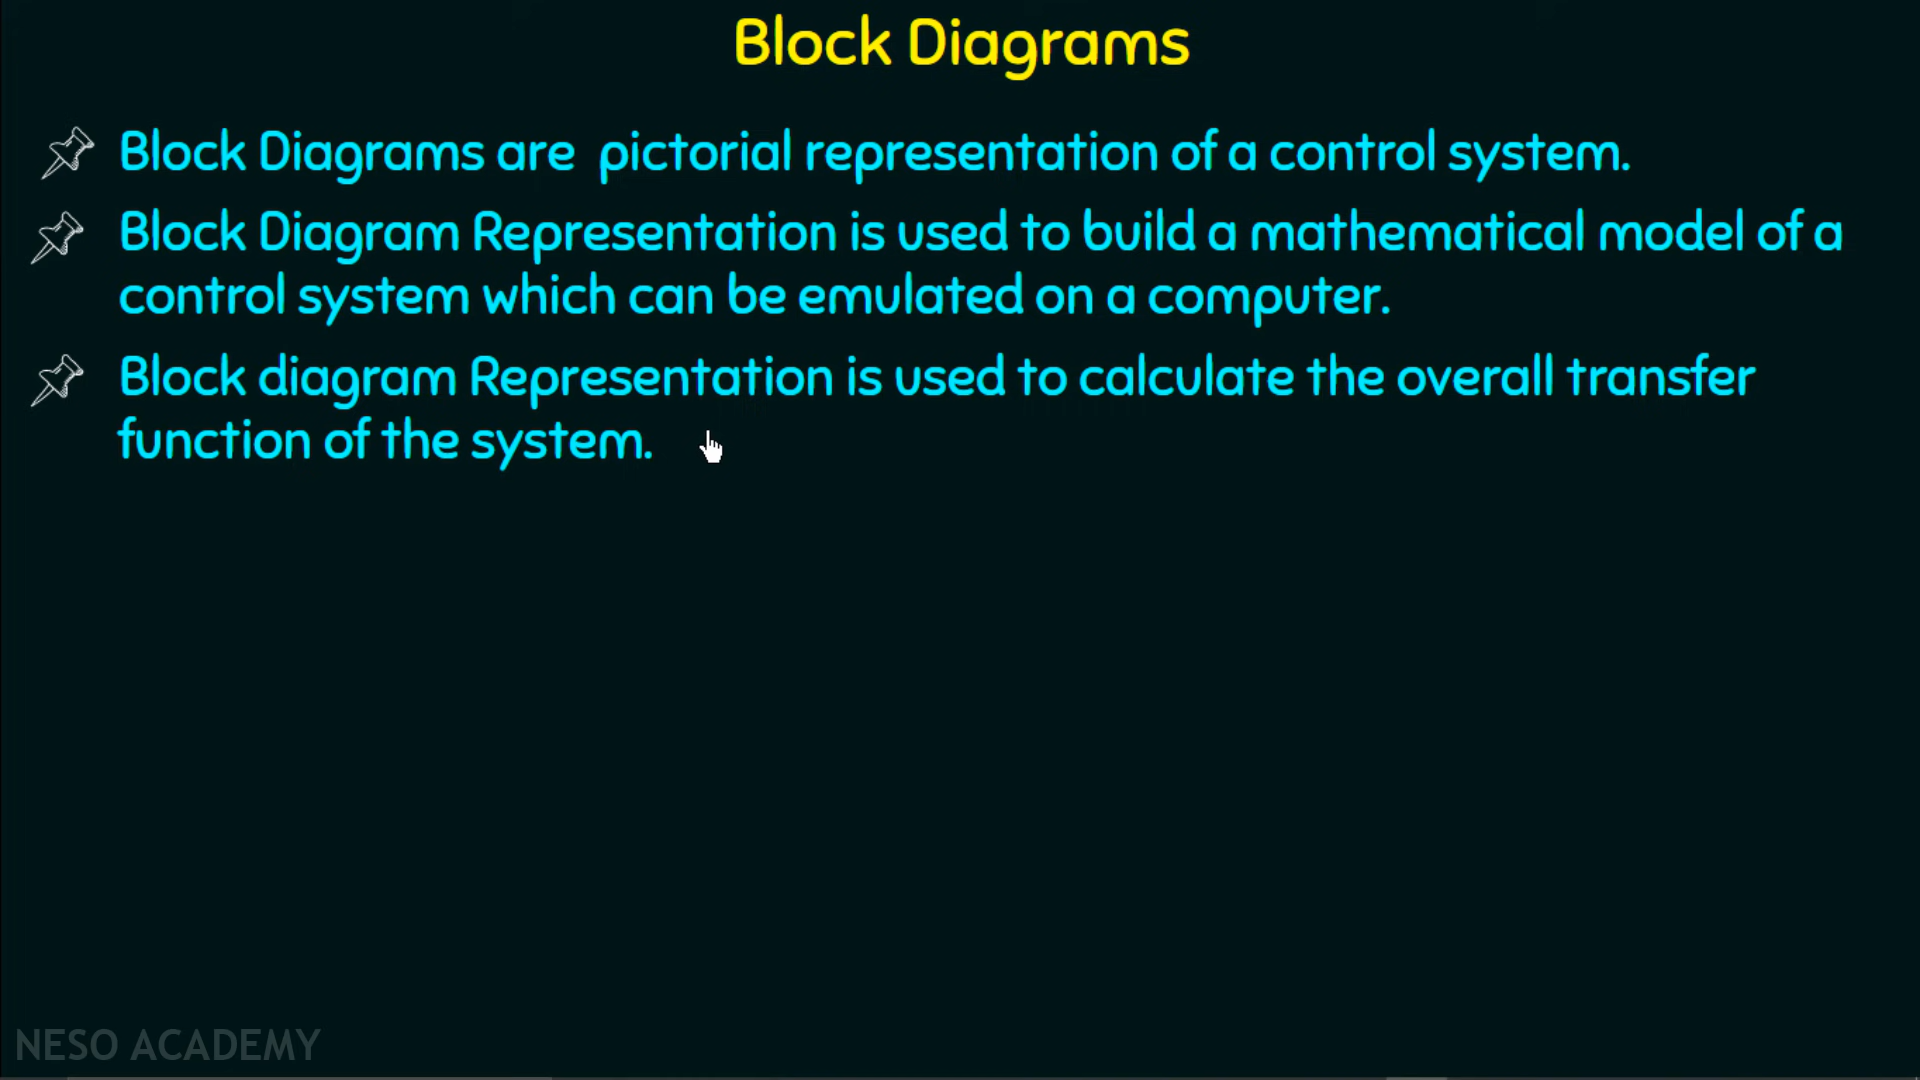 Block Diagrams
Block Diagrams are pictorial representation of a control system.
Block Diagram Representation is used to build a mathematical model of a
control system which can be emulated on a computer.
Block diagram Representation is used to calculate the overall transfer
function of the system.
NESO ACADEMY